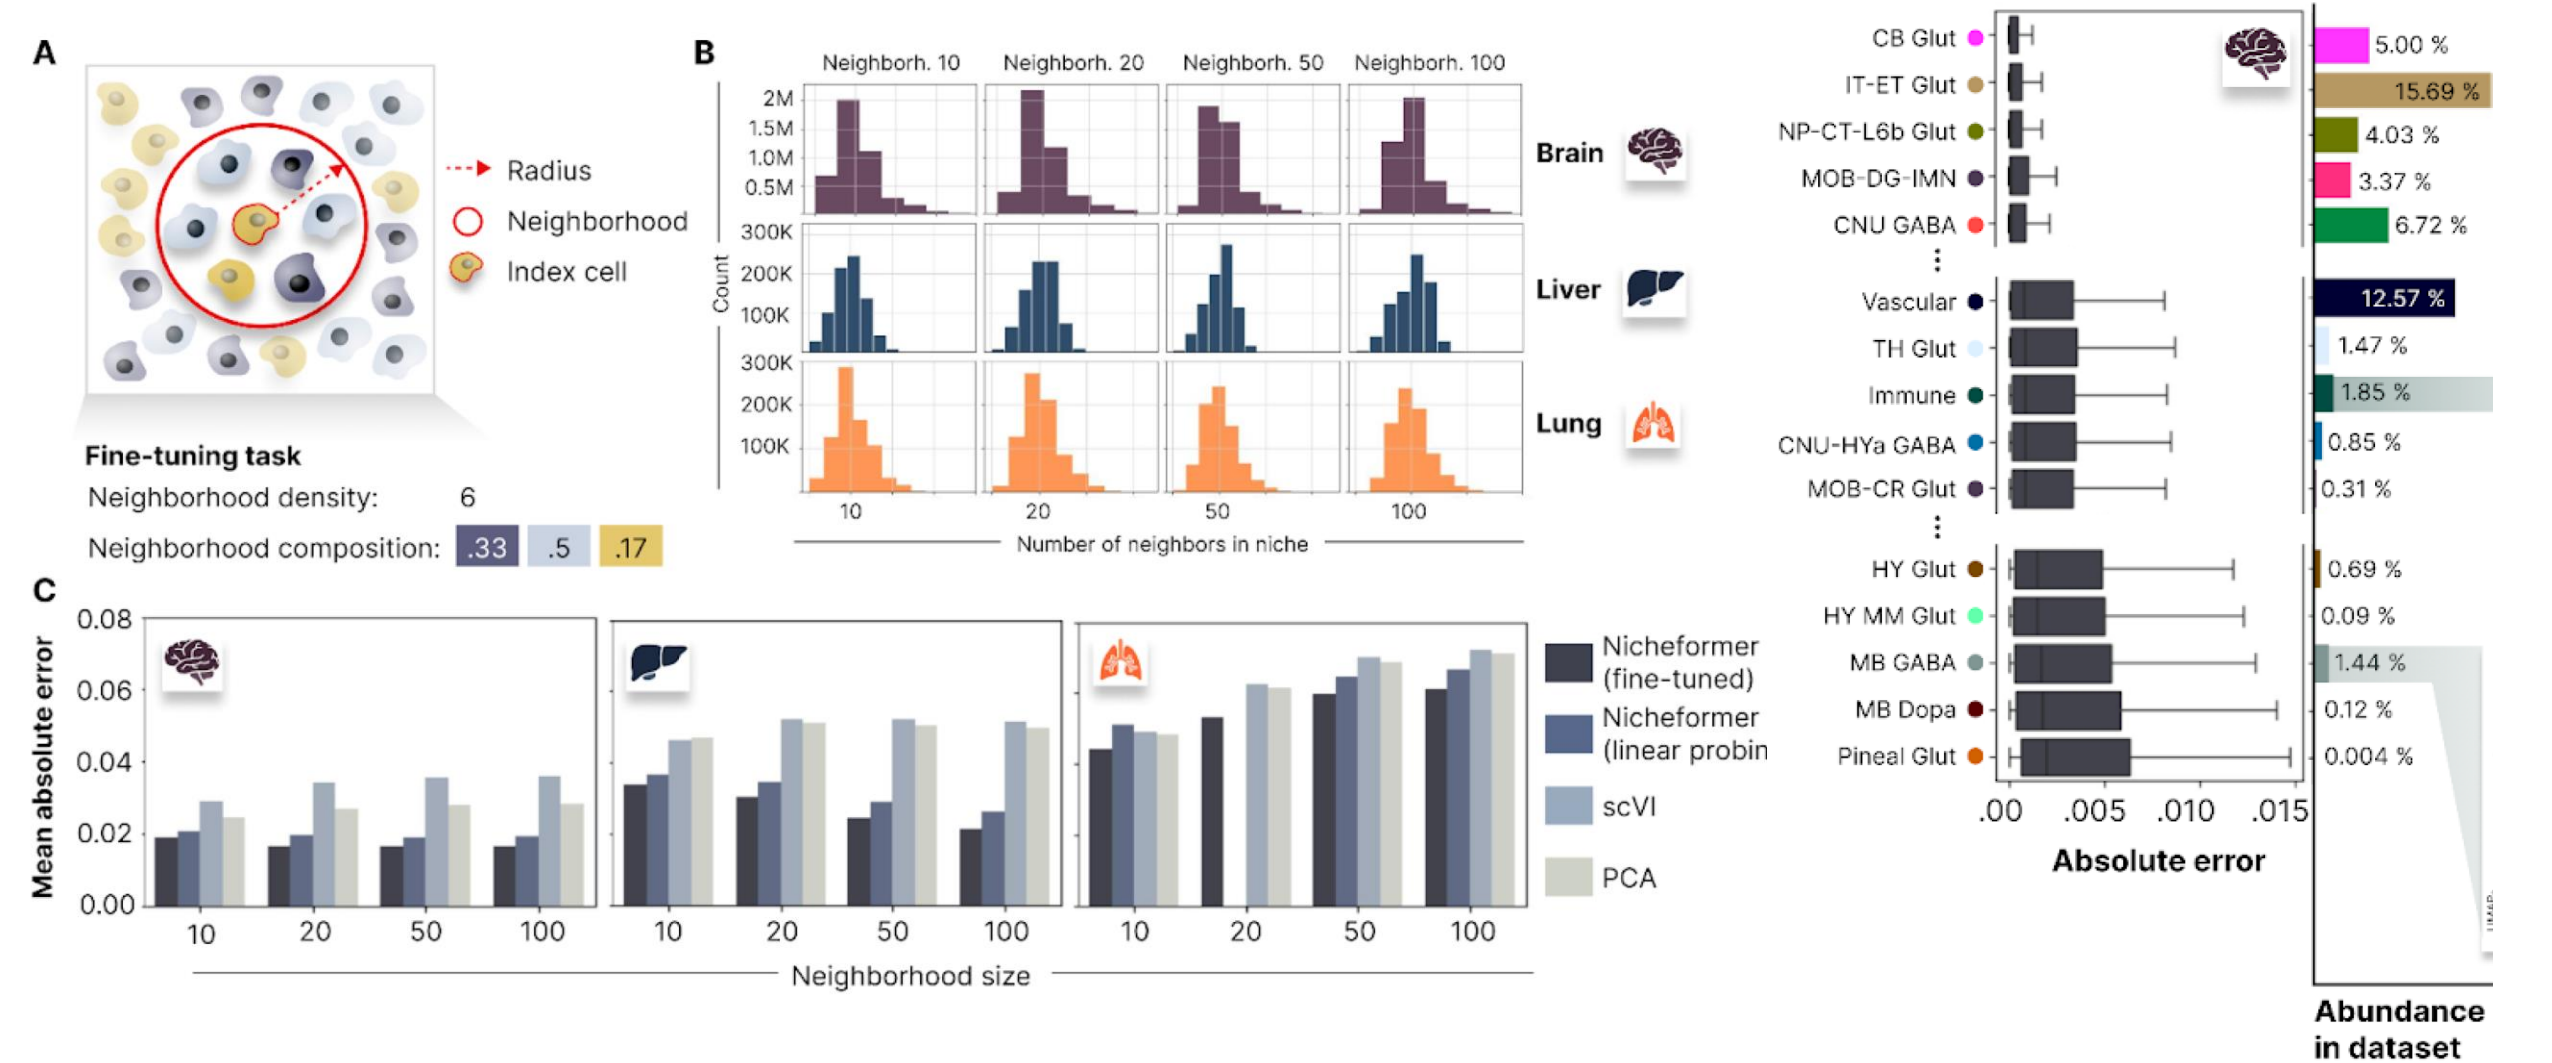 A
Radius
Neighborhood
Index cell
Fine-tuning task
Neighborhood density: 6
Neighborhood composition: .33 .5 .17
B
Neighborh. 10 Neighborh. 20 Neighborh. 50 Neighborh. 100
2M
1.5M
1.0M
0.5M
Brain
300K
200K
100K
Liver
300K
200K
100K
Lung
Count
10 20 50 100
Number of neighbors in niche
C
Mean absolute error
0.08
0.06
0.04
0.02
0.00
10 20 50 100
10 20 50 100
10 20 50 100
Neighborhood size
Nicheformer
(fine-tuned)
Nicheformer
(linear probin
scVI
PCA
CB Glut 5.00 %
IT-ET Glut 15.69 %
NP-CT-L6b Glut 4.03 %
MOB-DG-IMN 3.37 %
CNU GABA 6.72 %
Vascular 12.57 %
TH Glut 1.47 %
Immune 1.85 %
CNU-HYa GABA 0.85 %
MOB-CR Glut 0.31 %
HY Glut 0.69 %
HY MM Glut 0.09 %
MB GABA 1.44 %
MB Dopa 0.12 %
Pineal Glut 0.004 %
.00 .005 .010 .015
Absolute error
Abundance
in dataset